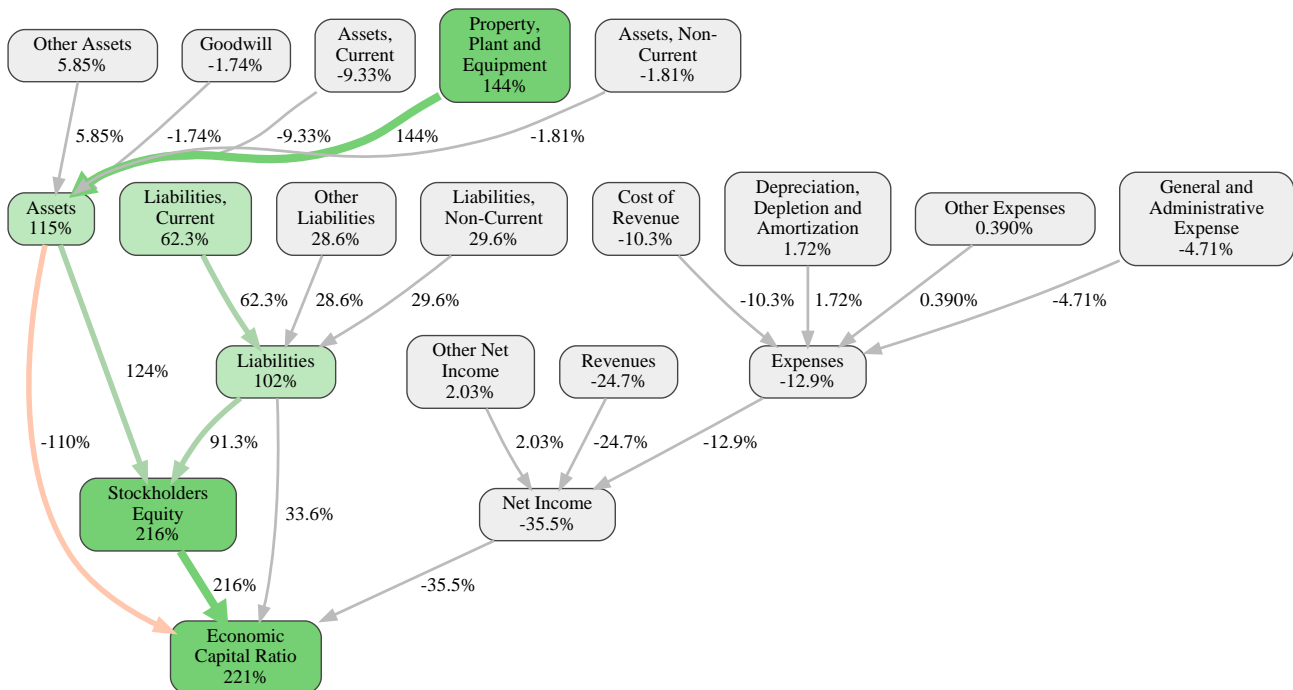 Other Assets
5.85%
Goodwill
-1.74%
Assets,
Current
-9.33%
Property,
Plant and
Equipment
144%
Assets, Non-
Current
-1.81%
5.85%
-1.74%
-9.33%
144%
-1.81%
Assets
115%
Liabilities,
Current
62.3%
Other
Liabilities
28.6%
Liabilities,
Non-Current
29.6%
Cost of
Revenue
-10.3%
Depreciation,
Depletion and
Amortization
1.72%
Other Expenses
0.390%
General and
Administrative
Expense
-4.71%
62.3%
28.6%
29.6%
-10.3%
1.72%
0.390%
-4.71%
124%
Liabilities
102%
Other Net
Income
2.03%
Revenues
-24.7%
Expenses
-12.9%
-110%
91.3%
2.03%
-24.7%
-12.9%
Stockholders
Equity
216%
33.6%
Net Income
-35.5%
216%
-35.5%
Economic
Capital Ratio
221%